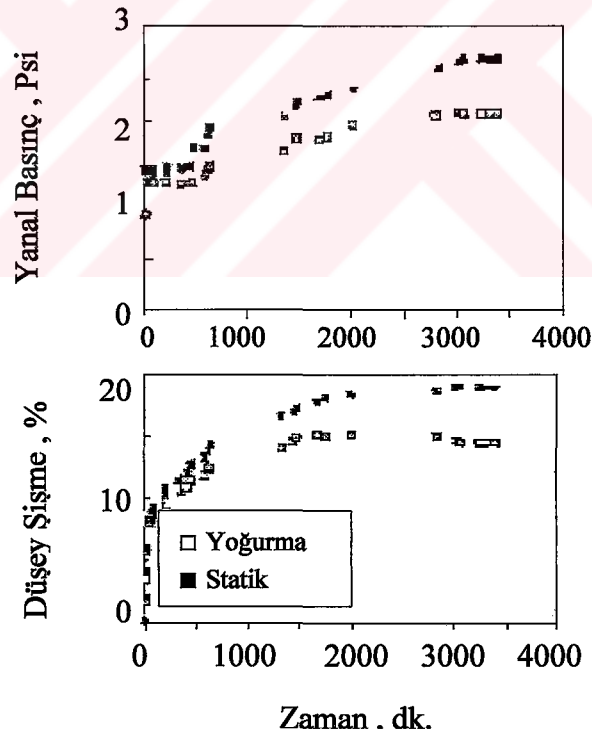 Yanal Basınç , Psi
3
2
1
0
0 1000 2000 3000 4000
Düşey Şişme , %
20
10
0
Yoğurma
Statik
0 1000 2000 3000 4000
Zaman , dk.